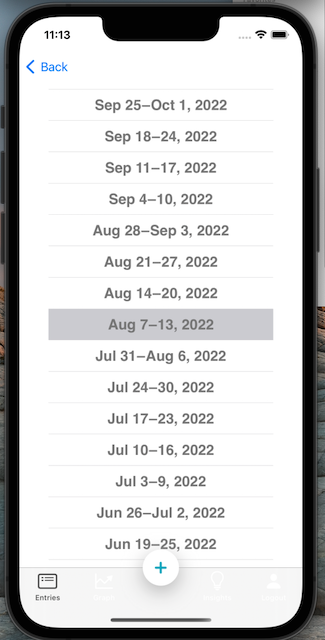 11:13
Back
Sep 25–Oct 1, 2022
Sep 18–24, 2022
Sep 11–17, 2022
Sep 4–10, 2022
Aug 28–Sep 3, 2022
Aug 21–27, 2022
Aug 14–20, 2022
Aug 7–13, 2022
Jul 31–Aug 6, 2022
Jul 24–30, 2022
Jul 17–23, 2022
Jul 10–16, 2022
Jul 3–9, 2022
Jun 26–Jul 2, 2022
Jun 19–25, 2022
Entries